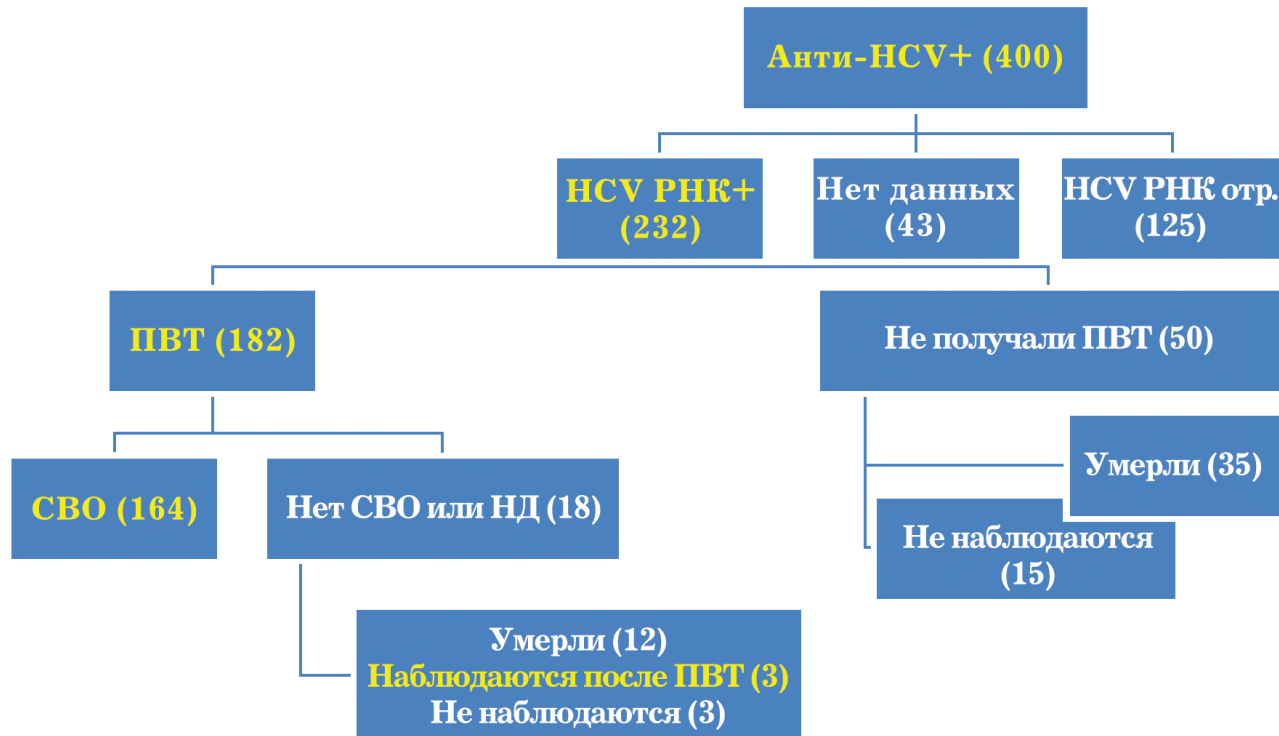 Анти-HCV+ (400)
HCV РНК+
(232)
Нет данных
(43)
HCV РНК отр.
(125)
ПВТ (182)
Не получали ПВТ (50)
СВО (164)
Нет СВО или НД (18)
Умерли (35)
Не наблюдаются
(15)
Умерли (12)
Наблюдаются после ПВТ (3)
Не наблюдаются (3)